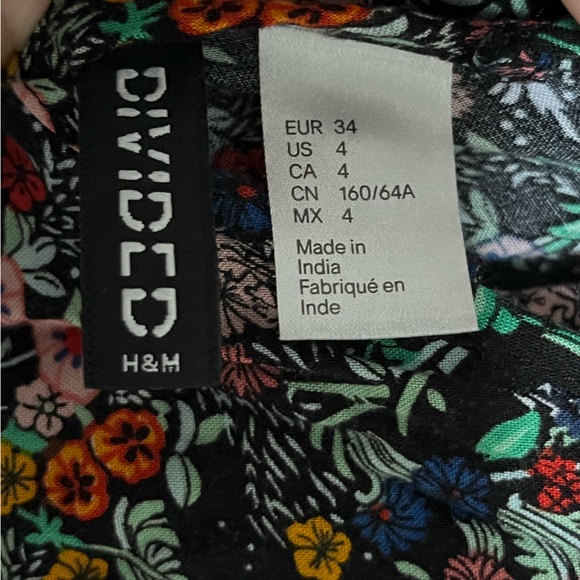 DIVIDED
H&M
EUR 34
US 4
CA 4
CN 160/64A
MX 4
Made in
India
Fabriqué en
Inde